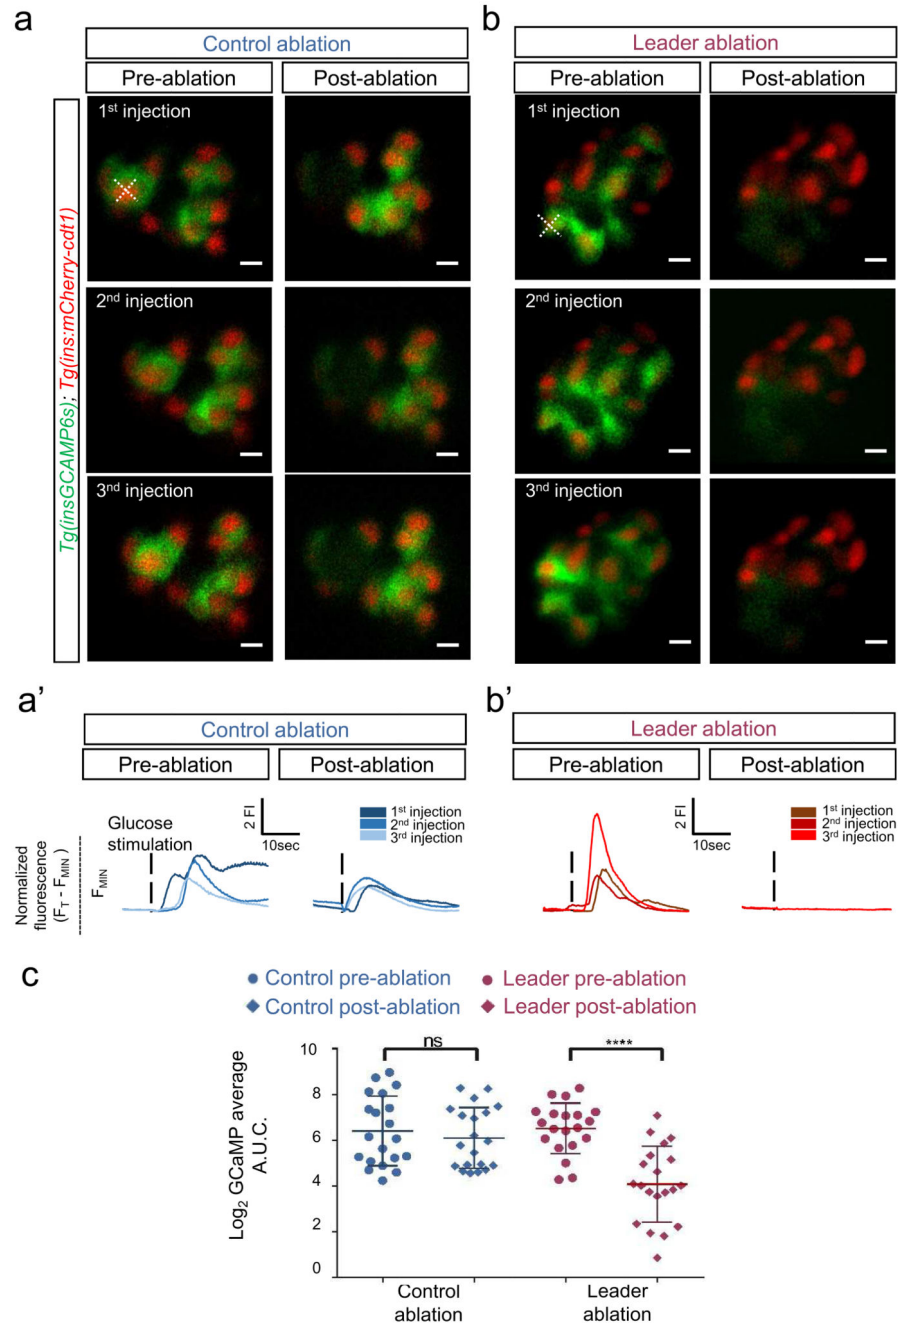 a
Control ablation
Pre-ablation
Post-ablation
b
Leader ablation
Pre-ablation
Post-ablation
Tg(insGCAMP6s); Tg(ins:mCherry-cdt1)
1st injection
2nd injection
3rd injection
1st injection
2nd injection
3rd injection
a’
Control ablation
Pre-ablation
Post-ablation
Normalized
fluorescence
(FT - FMIN )
FMIN
Glucose
stimulation
2 FI
10sec
1st injection
2nd injection
3rd injection
b’
Leader ablation
Pre-ablation
Post-ablation
2 FI
10sec
1st injection
2nd injection
3rd injection
c
Control pre-ablation
Leader pre-ablation
Control post-ablation
Leader post-ablation
Log2 GCaMP average
A.U.C.
10
8
6
4
2
0
ns
****
Control
ablation
Leader
ablation